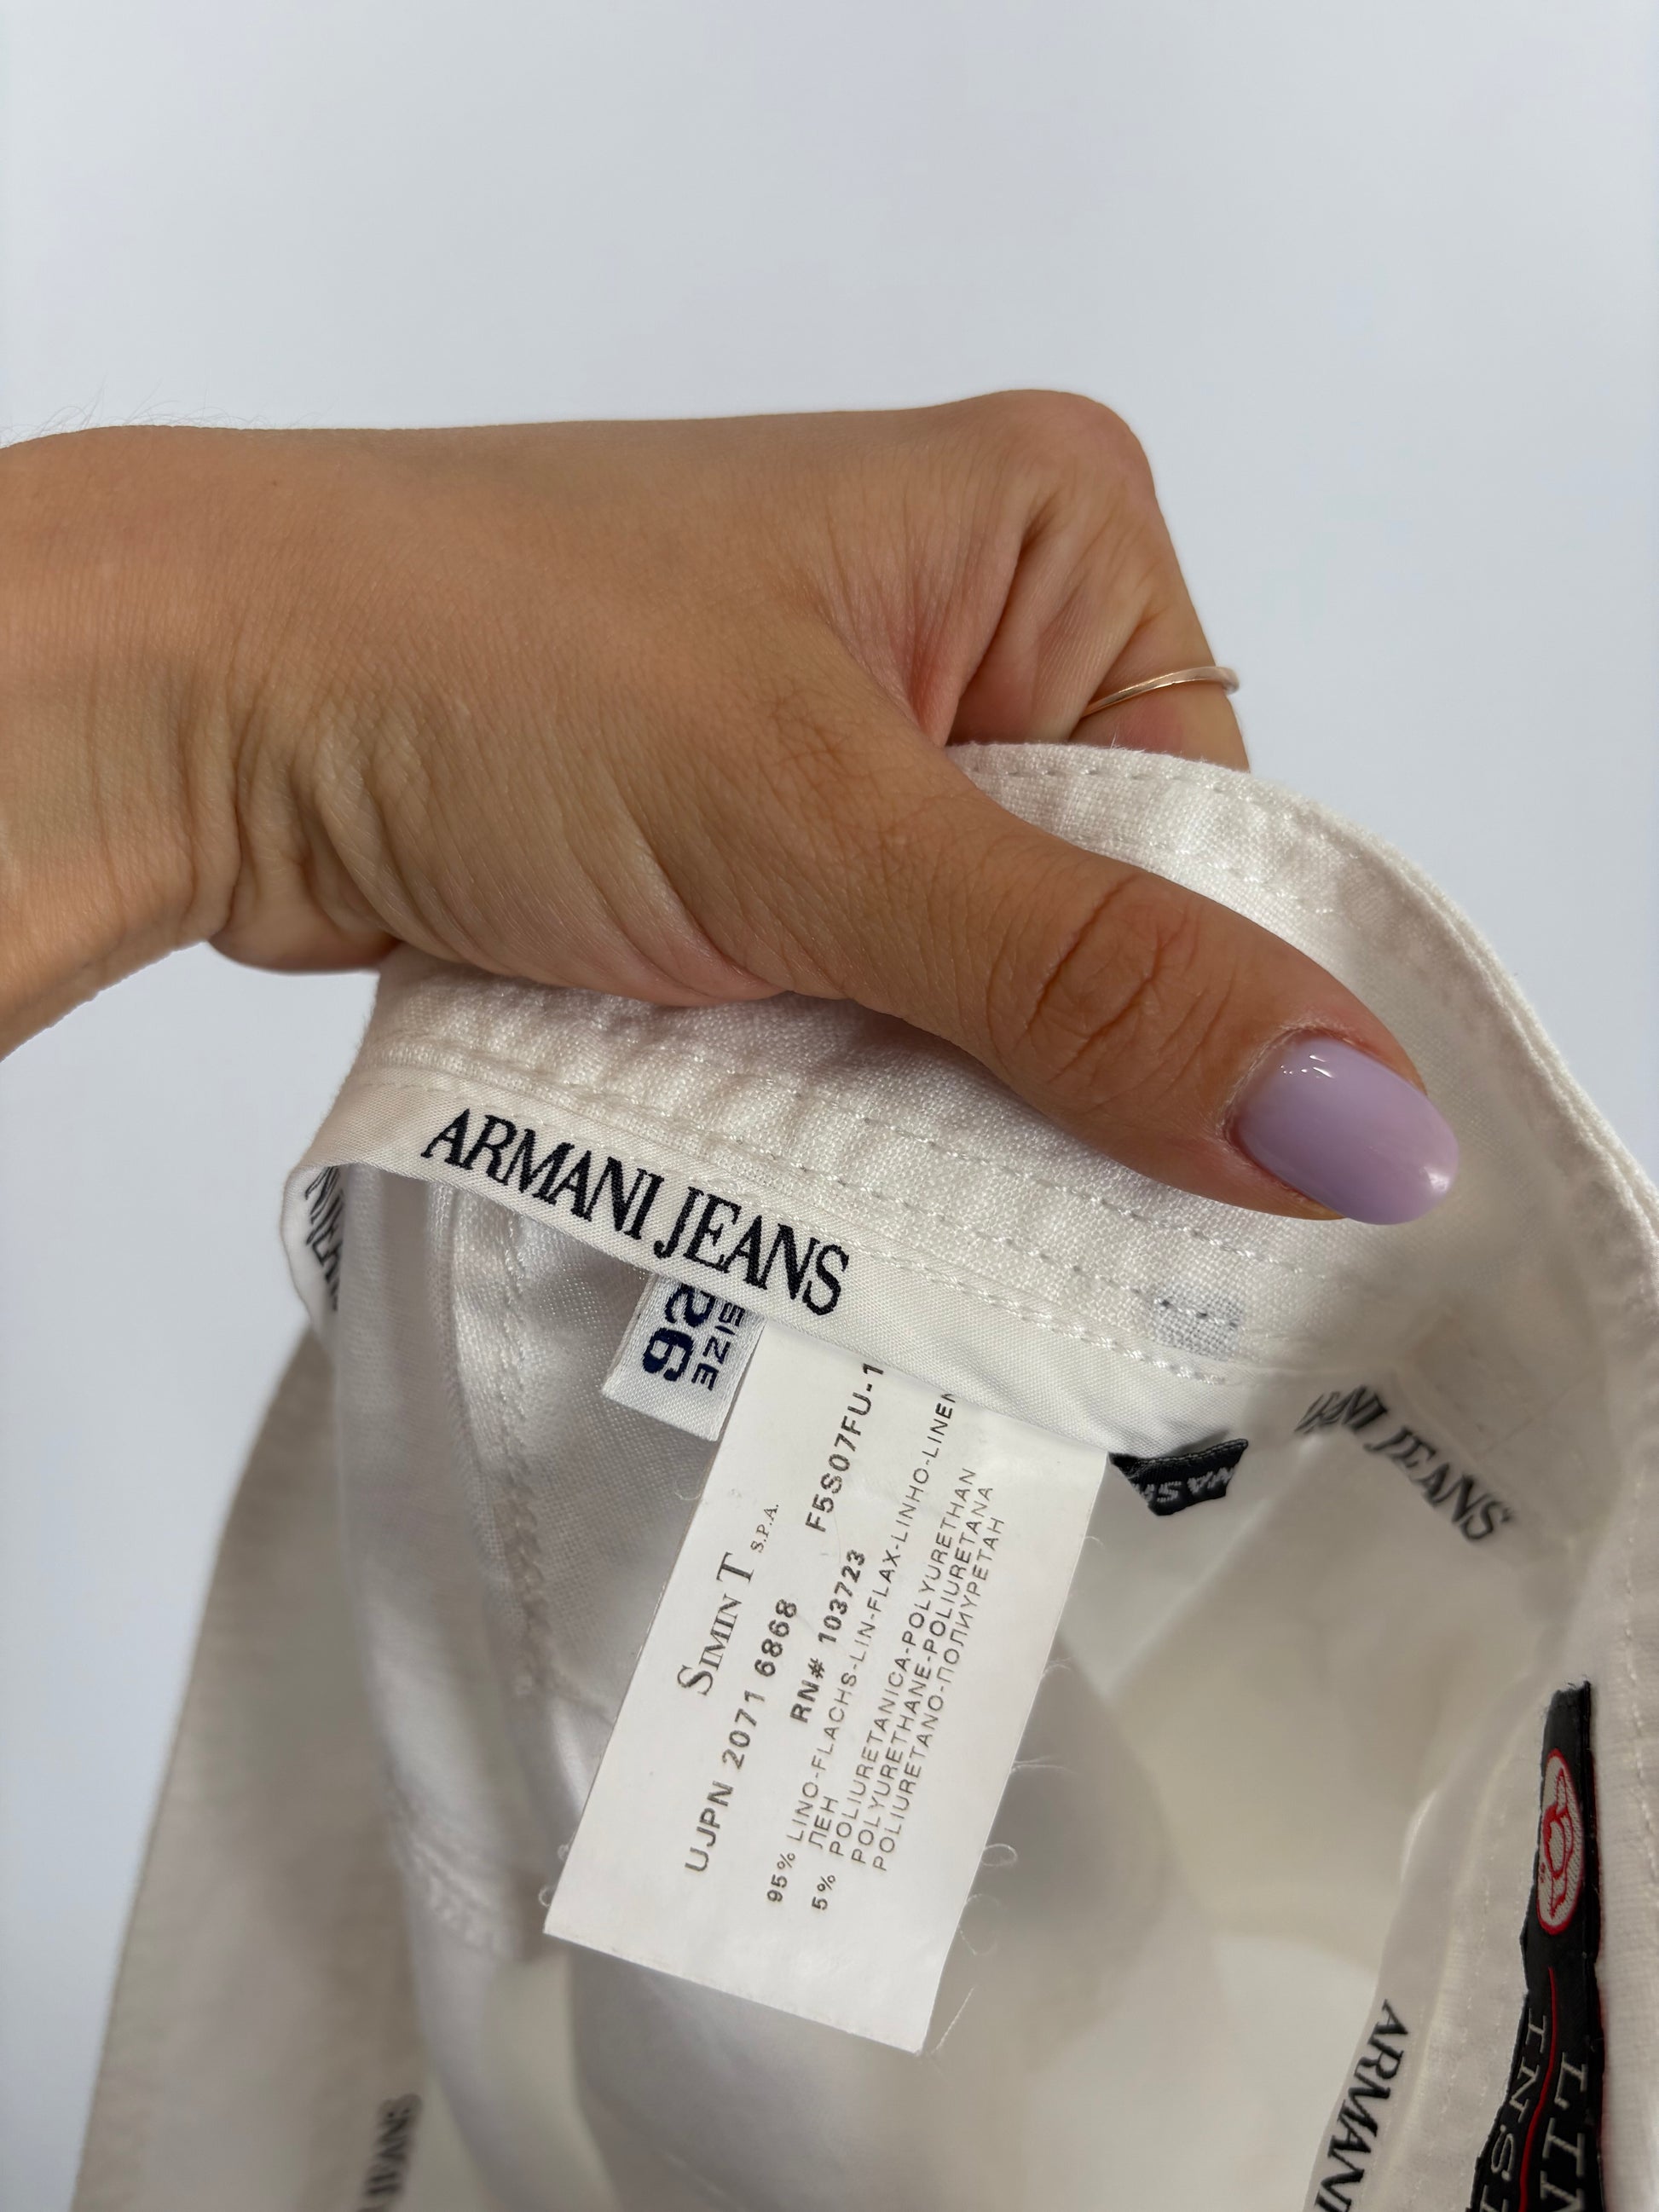 ARMANI JEANS
SIZE
26
SIMINT S.P.A.
UJPN 2071 6868 F5S07FU-1
RN# 103723
95% LINO-FLACHS-LIN-FLAX-LINHO-LINEN
ЛЕН
5% POLIURETANICA-POLYURETHAN
POLYURETHANE-POLIURETANA
POLIURETANO-ПОЛИУРЕТАН
JEANS
ARMANI